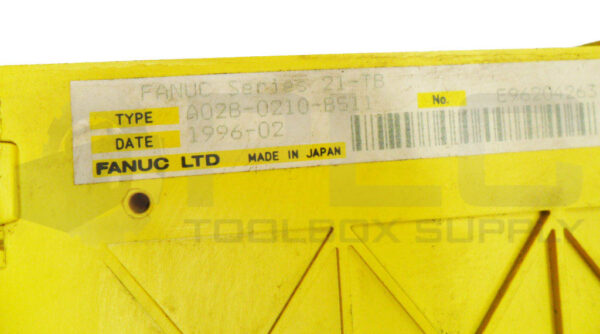 FANUC Series 21-TB
TYPE A02B-0210-B511 No. E96204263
DATE 1996-02
FANUC LTD MADE IN JAPAN
PLC
TOOLBOX SUPPLY